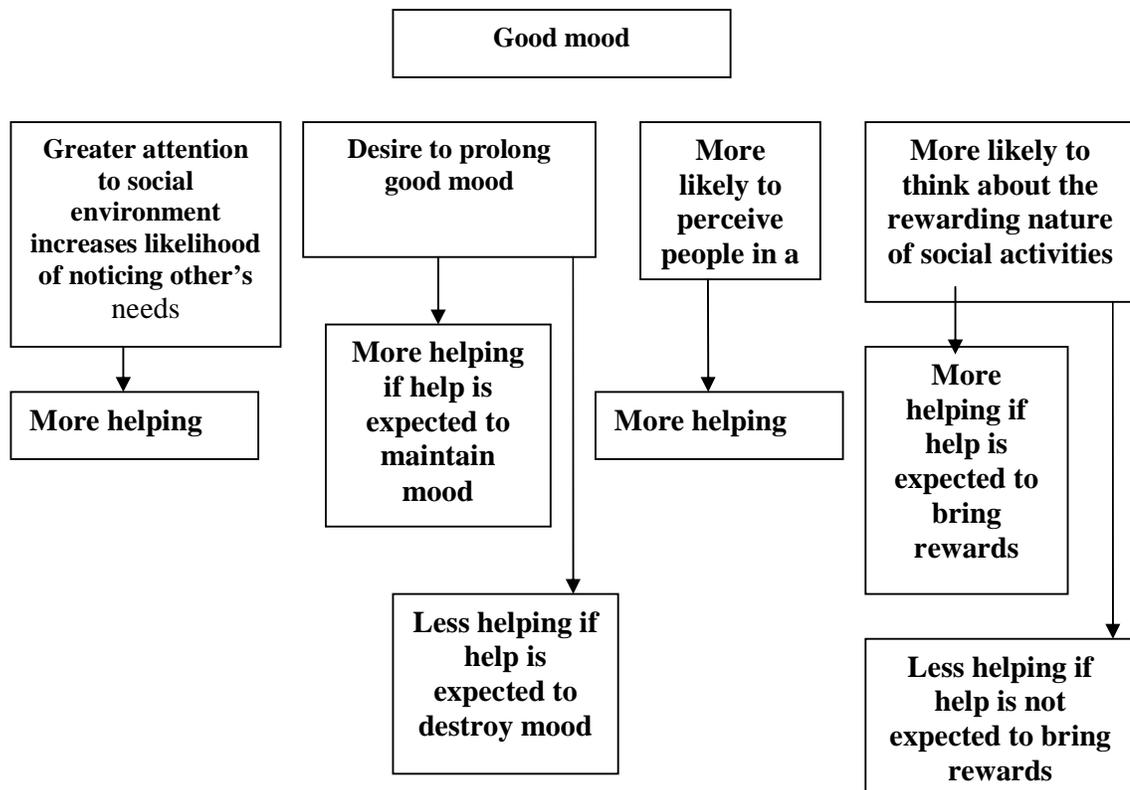 Good mood
Greater attention
to social
environment
increases likelihood
of noticing other’s
needs
Desire to prolong
good mood
More
likely to
perceive
people in a
More likely to
think about the
rewarding nature
of social activities
More helping
More helping
if help is
expected to
maintain
mood
More helping
More
helping if
help is
expected to
bring
rewards
Less helping if
help is
expected to
destroy mood
Less helping if
help is not
expected to bring
rewards